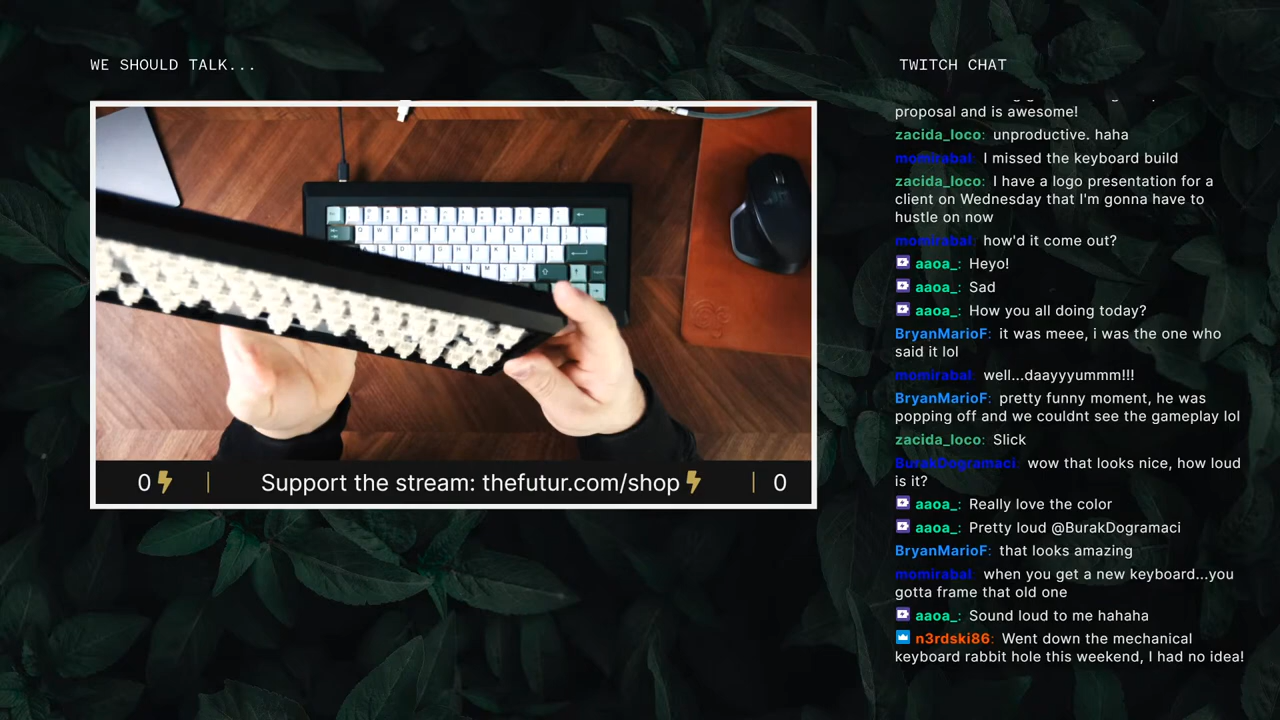 WE SHOULD TALK...
TWITCH CHAT
proposal and is awesome!
zacida_loco: unproductive. haha
momirabal: I missed the keyboard build
zacida_loco: I have a logo presentation for a
client on Wednesday that I'm gonna have to
hustle on now
momirabal: how'd it come out?
aaoa_: Heyo!
aaoa_: Sad
aaoa_: How you all doing today?
BryanMarioF: it was meee, i was the one who
said it lol
momirabal: well...daayyyummm!!!
BryanMarioF: pretty funny moment, he was
popping off and we couldnt see the gameplay lol
zacida_loco: Slick
BurakDogramaci: wow that looks nice, how loud
is it?
aaoa_: Really love the color
aaoa_: Pretty loud @BurakDogramaci
BryanMarioF: that looks amazing
momirabal: when you get a new keyboard...you
gotta frame that old one
aaoa_: Sound loud to me hahaha
n3rdski86: Went down the mechanical
keyboard rabbit hole this weekend, I had no idea!
0 | Support the stream: thefutur.com/shop | 0